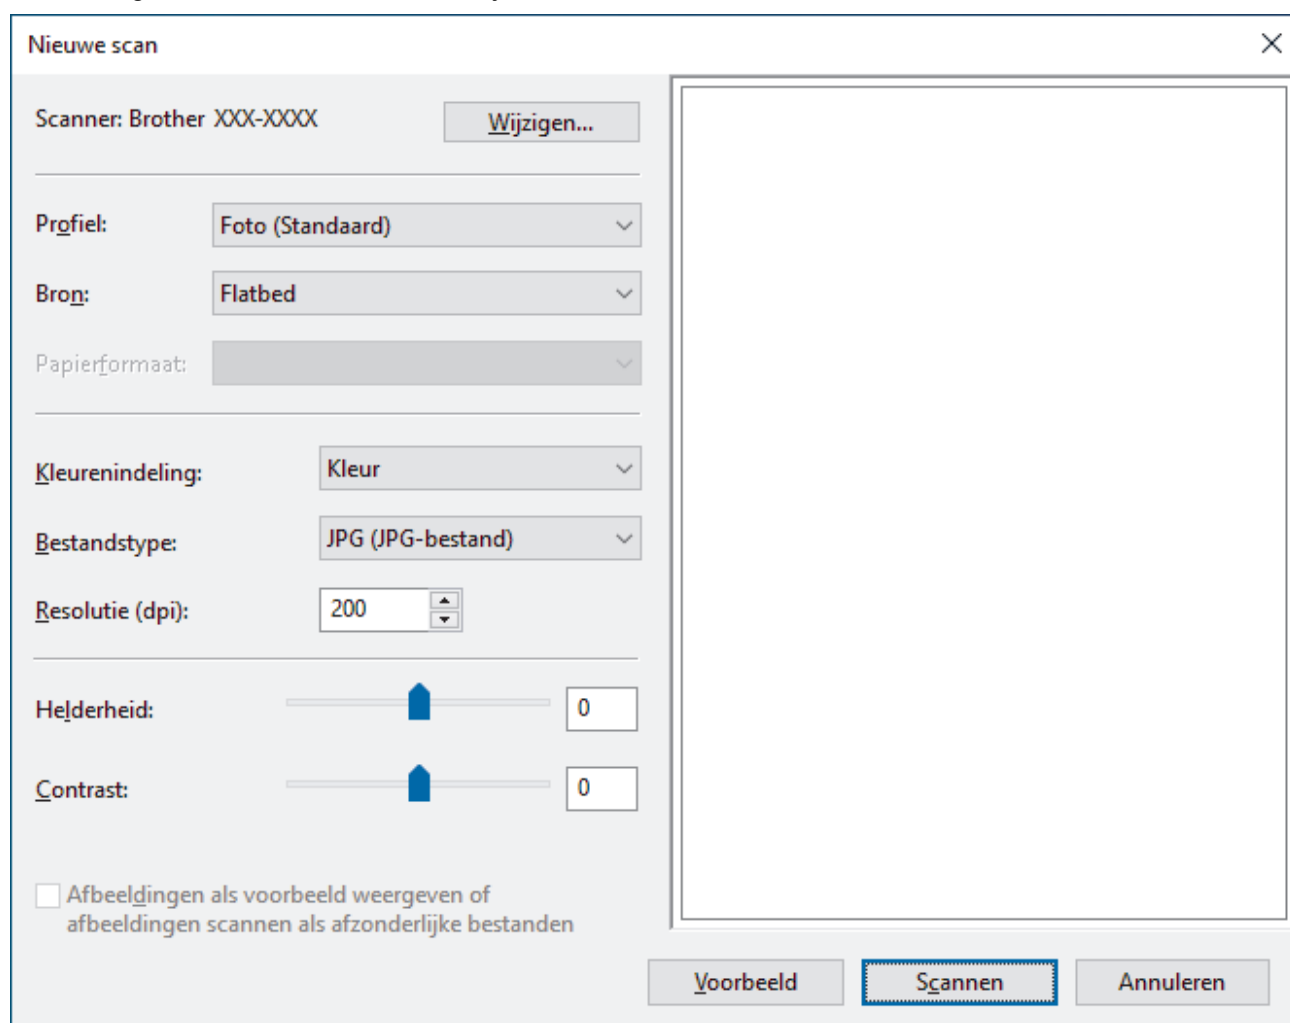 Nieuwe scan
Scanner: Brother XXX-XXXX
Wijzigen...
Profiel: Foto (Standaard)
Bron: Flatbed
Papierformaat:
Kleurenindeling: Kleur
Bestandstype: JPG (JPG-bestand)
Resolutie (dpi): 200
Helderheid: 0
Contrast: 0
Afbeeldingen als voorbeeld weergeven of
afbeeldingen scannen als afzonderlijke bestanden
Voorbeeld Scannen Annuleren